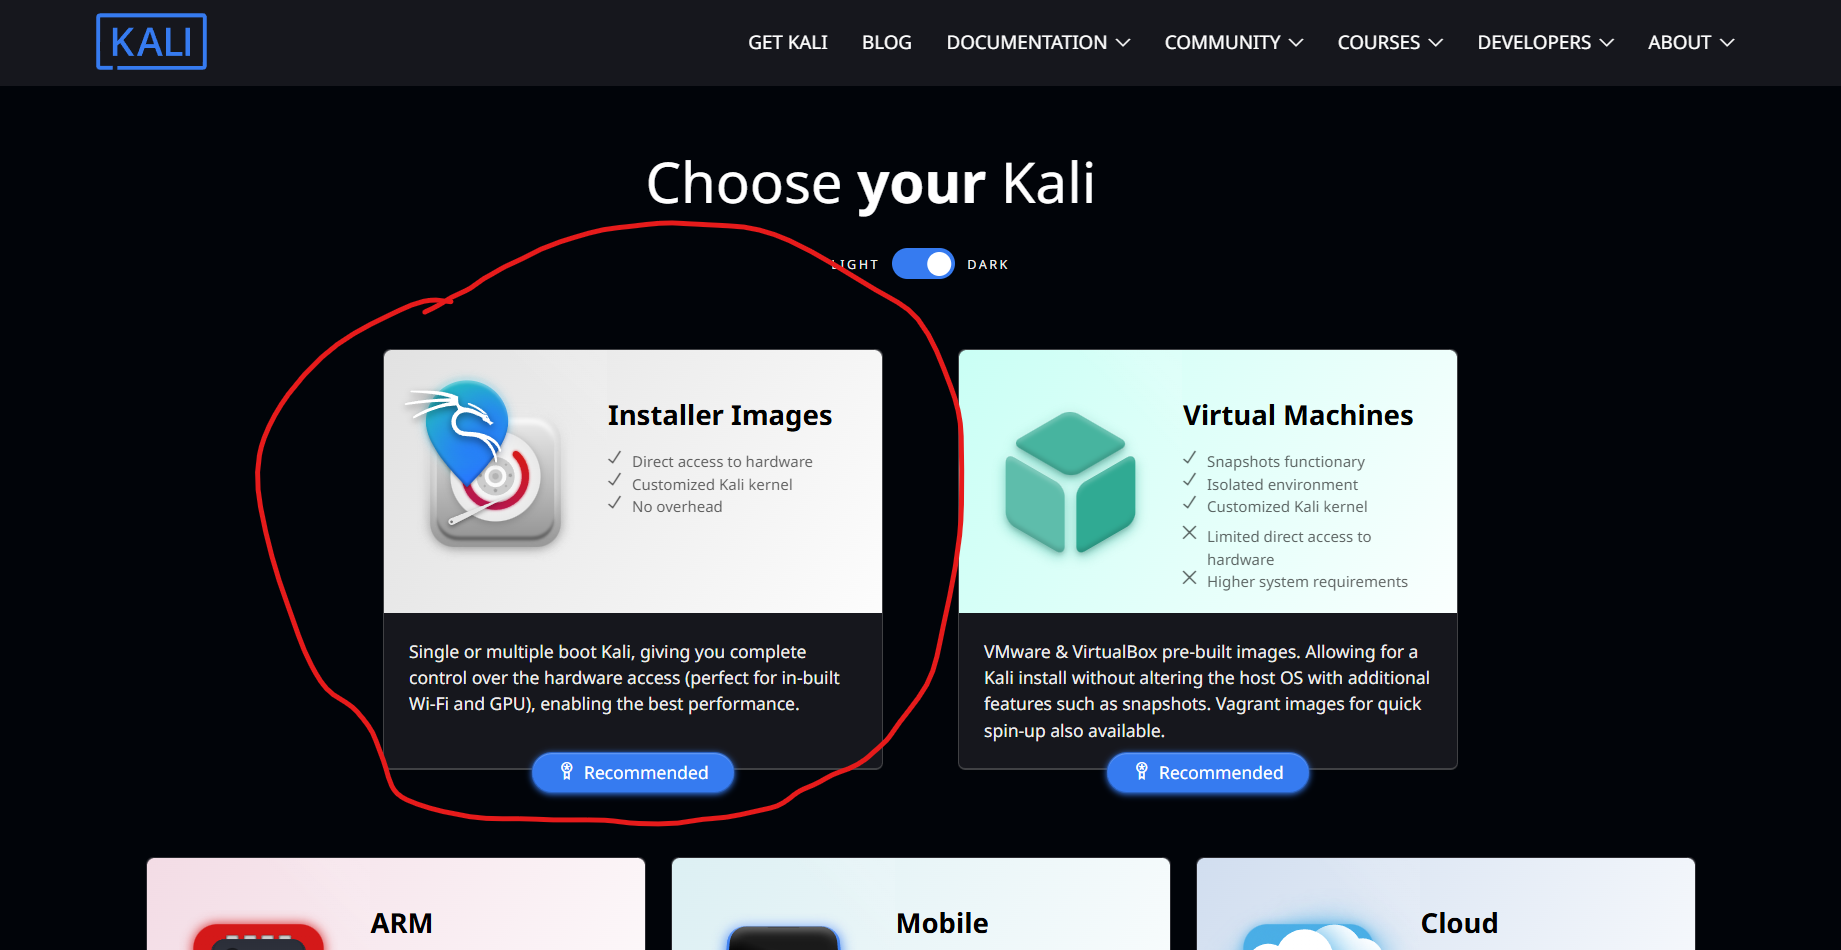 KALI
GET KALI BLOG DOCUMENTATION COMMUNITY COURSES DEVELOPERS ABOUT
Choose your Kali
LIGHT DARK
Installer Images
Direct access to hardware
Customized Kali kernel
No overhead
Single or multiple boot Kali, giving you complete
control over the hardware access (perfect for in-built
Wi-Fi and GPU), enabling the best performance.
Recommended
Virtual Machines
Snapshots functionary
Isolated environment
Customized Kali kernel
Limited direct access to
hardware
Higher system requirements
VMware & VirtualBox pre-built images. Allowing for a
Kali install without altering the host OS with additional
features such as snapshots. Vagrant images for quick
spin-up also available.
Recommended
ARM
Mobile
Cloud